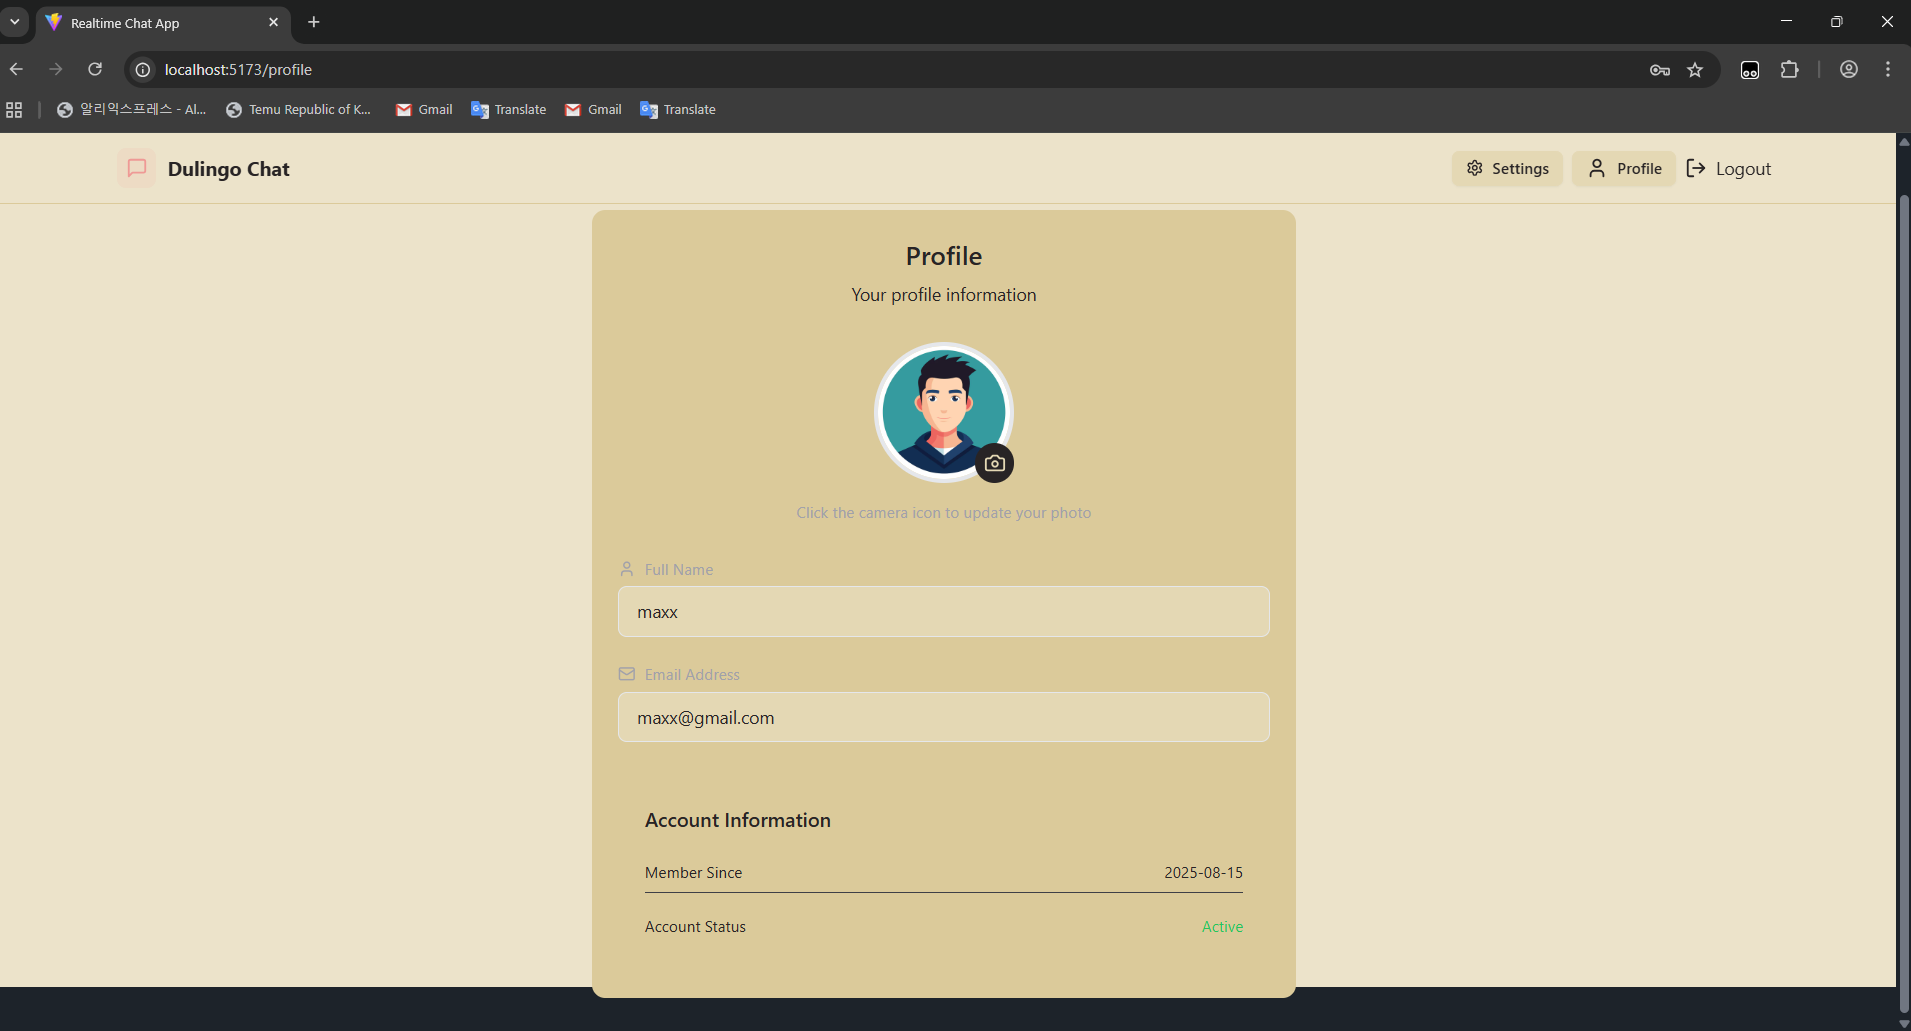 Realtime Chat App
localhost:5173/profile
알리익스프레스 - Al...
Temu Republic of K...
Gmail
Translate
Gmail
Translate
Dulingo Chat
Settings
Profile
Logout
Profile
Your profile information
Click the camera icon to update your photo
Full Name
maxx
Email Address
maxx@gmail.com
Account Information
Member Since 2025-08-15
Account Status Active